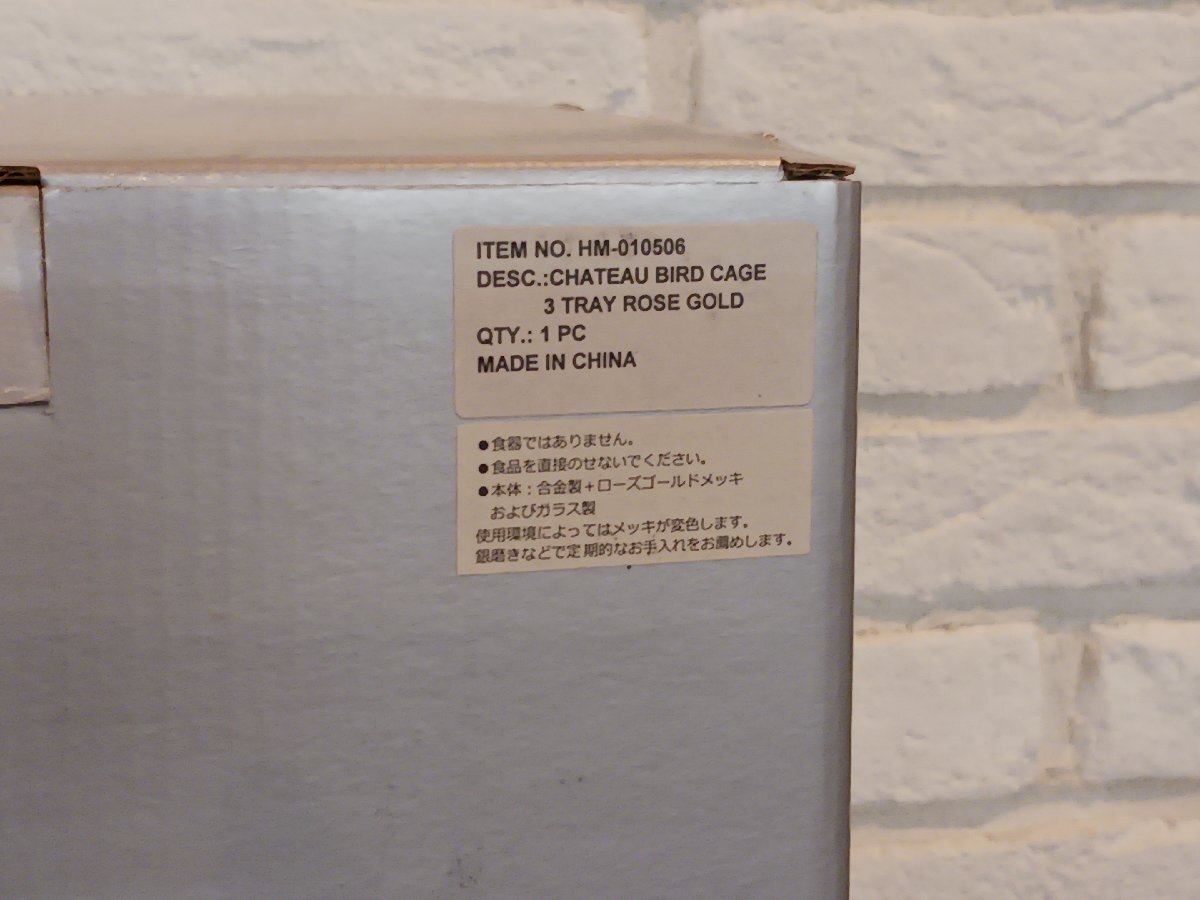 ITEM NO. HM-010506
DESC.:CHATEAU BIRD CAGE
3 TRAY ROSE GOLD
QTY.: 1 PC
MADE IN CHINA
●食器ではありません。
●食品を直接のせないでください。
●本体：合金製＋ローズゴールドメッキ
およびガラス製
使用環境によってはメッキが変色します。
銀磨きなどで定期的なお手入れをお薦めします。